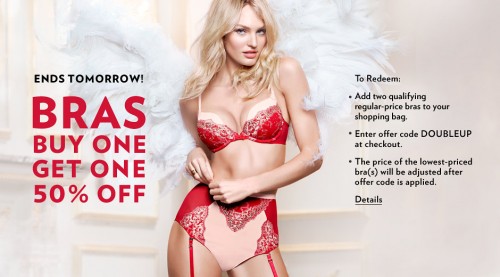 ENDS TOMORROW!
BRAS
BUY ONE
GET ONE
50% OFF
To Redeem:
• Add two qualifying
regular-price bras to your
shopping bag.
• Enter offer code DOUBLEUP
at checkout.
• The price of the lowest-priced
bra(s) will be adjusted after
offer code is applied.
Details